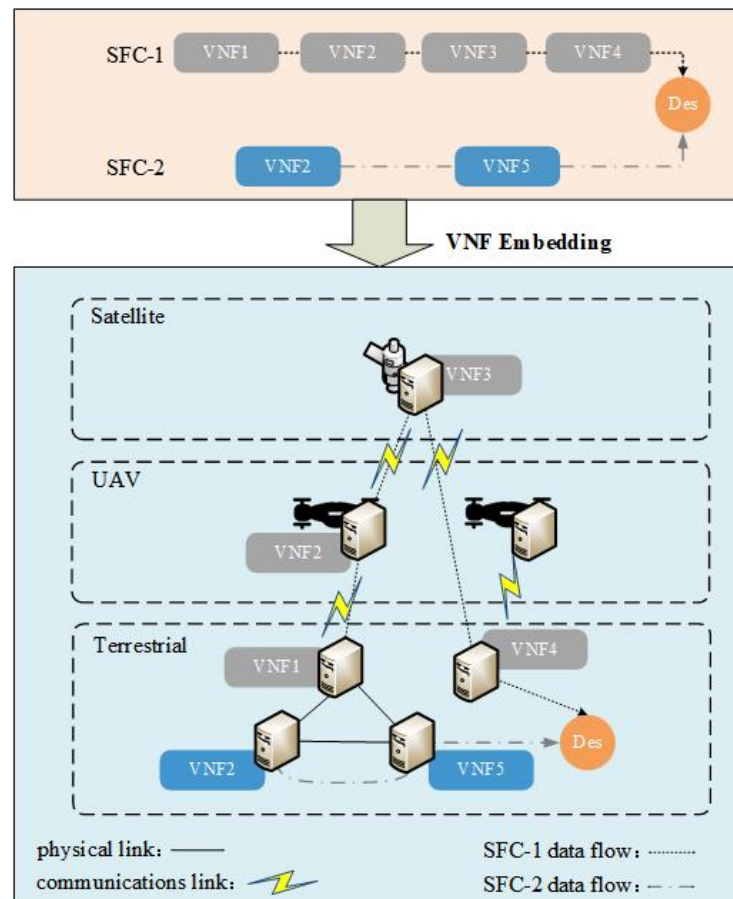 SFC-1
VNF1
VNF2
VNF3
VNF4
Des
SFC-2
VNF2
VNF5
VNF Embedding
Satellite
VNF3
UAV
VNF2
Terrestrial
VNF1
VNF4
VNF2
VNF5
Des
physical link:
SFC-1 data flow:
communications link:
SFC-2 data flow: